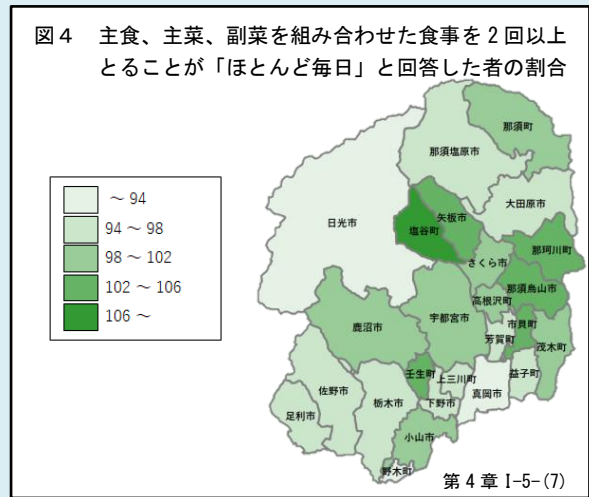 図4 主食、主菜、副菜を組み合わせた食事を2回以上
とることが「ほとんど毎日」と回答した者の割合
～ 94
94 ～ 98
98 ～ 102
102 ～ 106
106 ～
那須町
那須塩原市
大田原市
日光市
矢板市
塩谷町
那珂川町
さくら市
那須烏山市
高根沢町
宇都宮市
市貝町
鹿沼市
芳賀町
茂木町
壬生町
上三川町
益子町
佐野市
栃木市
下野市
真岡市
足利市
小山市
野木町
第4章 I-5-(7)